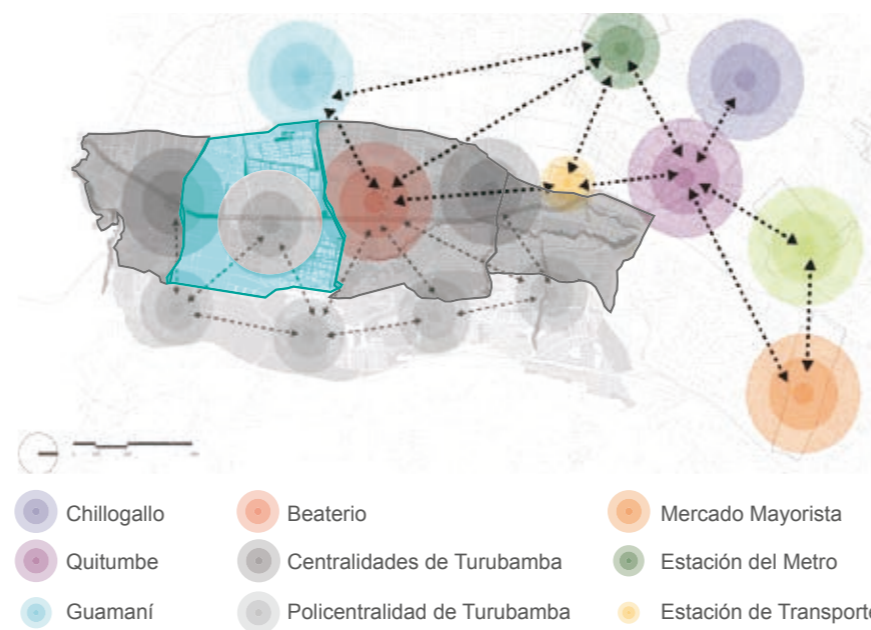 Chillogallo
Beaterio
Mercado Mayorista
Quitumbe
Centralidades de Turubamba
Estación del Metro
Guamaní
Policentralidad de Turubamba
Estación de Transporte